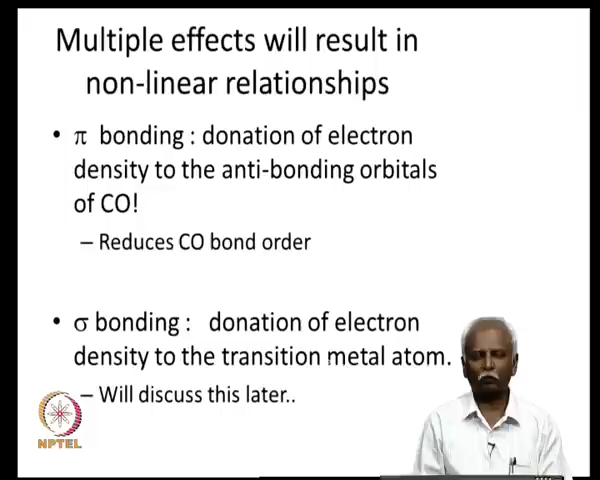 Multiple effects will result in
non-linear relationships
• π bonding : donation of electron
density to the anti-bonding orbitals
of CO!
– Reduces CO bond order
• σ bonding : donation of electron
density to the transition metal atom.
– Will discuss this later..
NPTEL